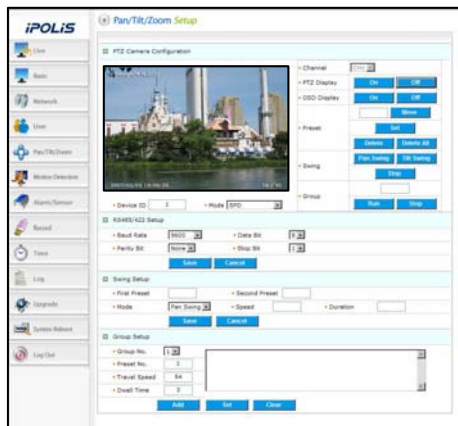 iPOLiS
Pan/Tilt/Zoom Setup
Live
Basic
Network
User
Pan/Tilt/Zoom
Motion Detection
Alarm/Sensor
Record
Time
Log
Upgrade
System Reboot
Log Out
PTZ Camera Configuration
Device ID 1 Mode SPD
Channel CH1
PTZ Display On Off
OSD Display On Off
Move
Preset Set
Delete Delete All
Swing Pan Swing Tilt Swing
Stop
Group
Run Stop
RS485/422 Setup
Baud Rate 9600 Data Bit 8
Parity Bit None Stop Bit 1
Save Cancel
Swing Setup
First Preset Second Preset
Mode Pan Swing Speed Duration
Save Cancel
Group Setup
Group No. 1
Preset No. 1
Travel Speed 64
Dwell Time 3
Add Set Clear